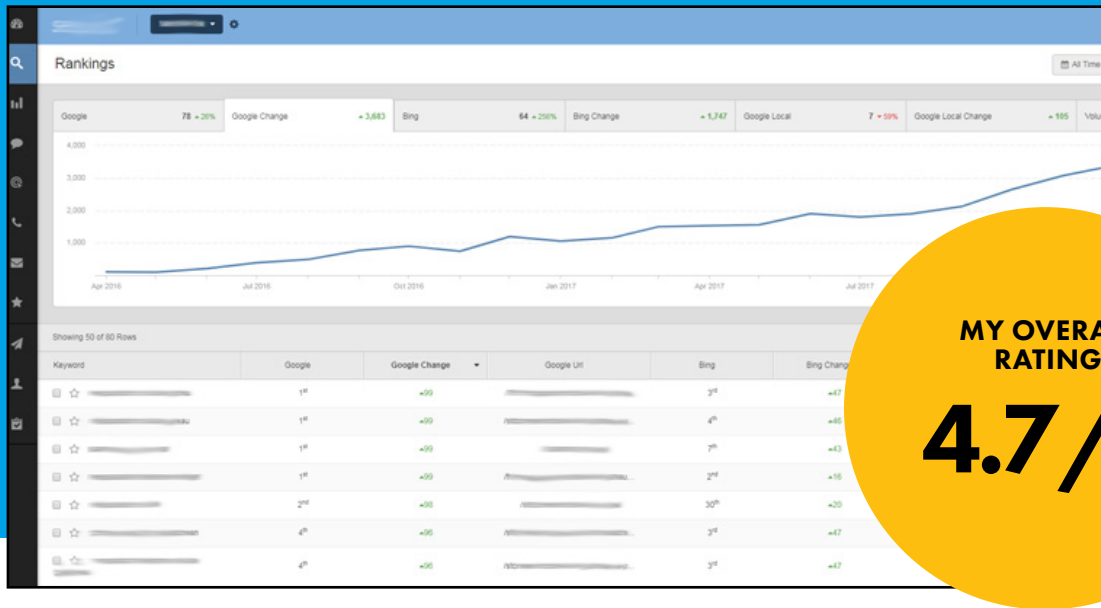 Rankings
All Time
Google 78 ▲ 26% Google Change ▲ 3,683 Bing 64 ▲ 256% Bing Change ▲ 1,747 Google Local 7 ▼ 59% Google Local Change ▲ 105 Volu
4,000
3,000
2,000
1,000
Apr 2016 Jul 2016 Oct 2016 Jan 2017 Apr 2017 Jul 2017
Showing 50 of 80 Rows
Keyword Google Google Change Google Url Bing Bing Chang
1st ▲99 3rd ▲47
1st ▲99 4th ▲46
1st ▲99 7th ▲43
1st ▲99 2nd ▲16
2nd ▲98 30th ▲20
4th ▲96 3rd ▲47
4th ▲96 3rd ▲47
MY OVERA
RATING
4.7/